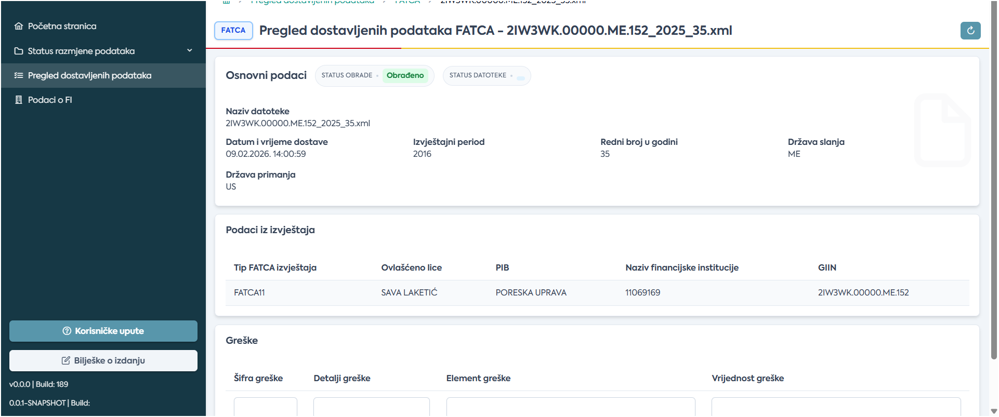 Početna stranica
Status razmjene podataka
Pregled dostavljenih podataka
Podaci o FI
Korisničke upute
Bilješke o izdanju
v0.0.0 | Build: 189
0.0.1-SNAPSHOT | Build:
Pregled dostavljenih podataka > FATCA > 2IW3WK.00000.ME.152_2025_35.xml
FATCA Pregled dostavljenih podataka FATCA - 2IW3WK.00000.ME.152_2025_35.xml
Osnovni podaci STATUS OBRADE • Obrađeno STATUS DATOTEKE •
Naziv datoteke
2IW3WK.00000.ME.152_2025_35.xml
Datum i vrijeme dostave Izvještajni period Redni broj u godini Država slanja
09.02.2026. 14:00:59 2016 35 ME
Država primanja
US
Podaci iz izvještaja
Tip FATCA izvještaja Ovlašćeno lice PIB Naziv financijske institucije GIIN
FATCA11 SAVA LAKETIĆ PORESKA UPRAVA 11069169 2IW3WK.00000.ME.152
Greške
Šifra greške Detalji greške Element greške Vrijednost greške